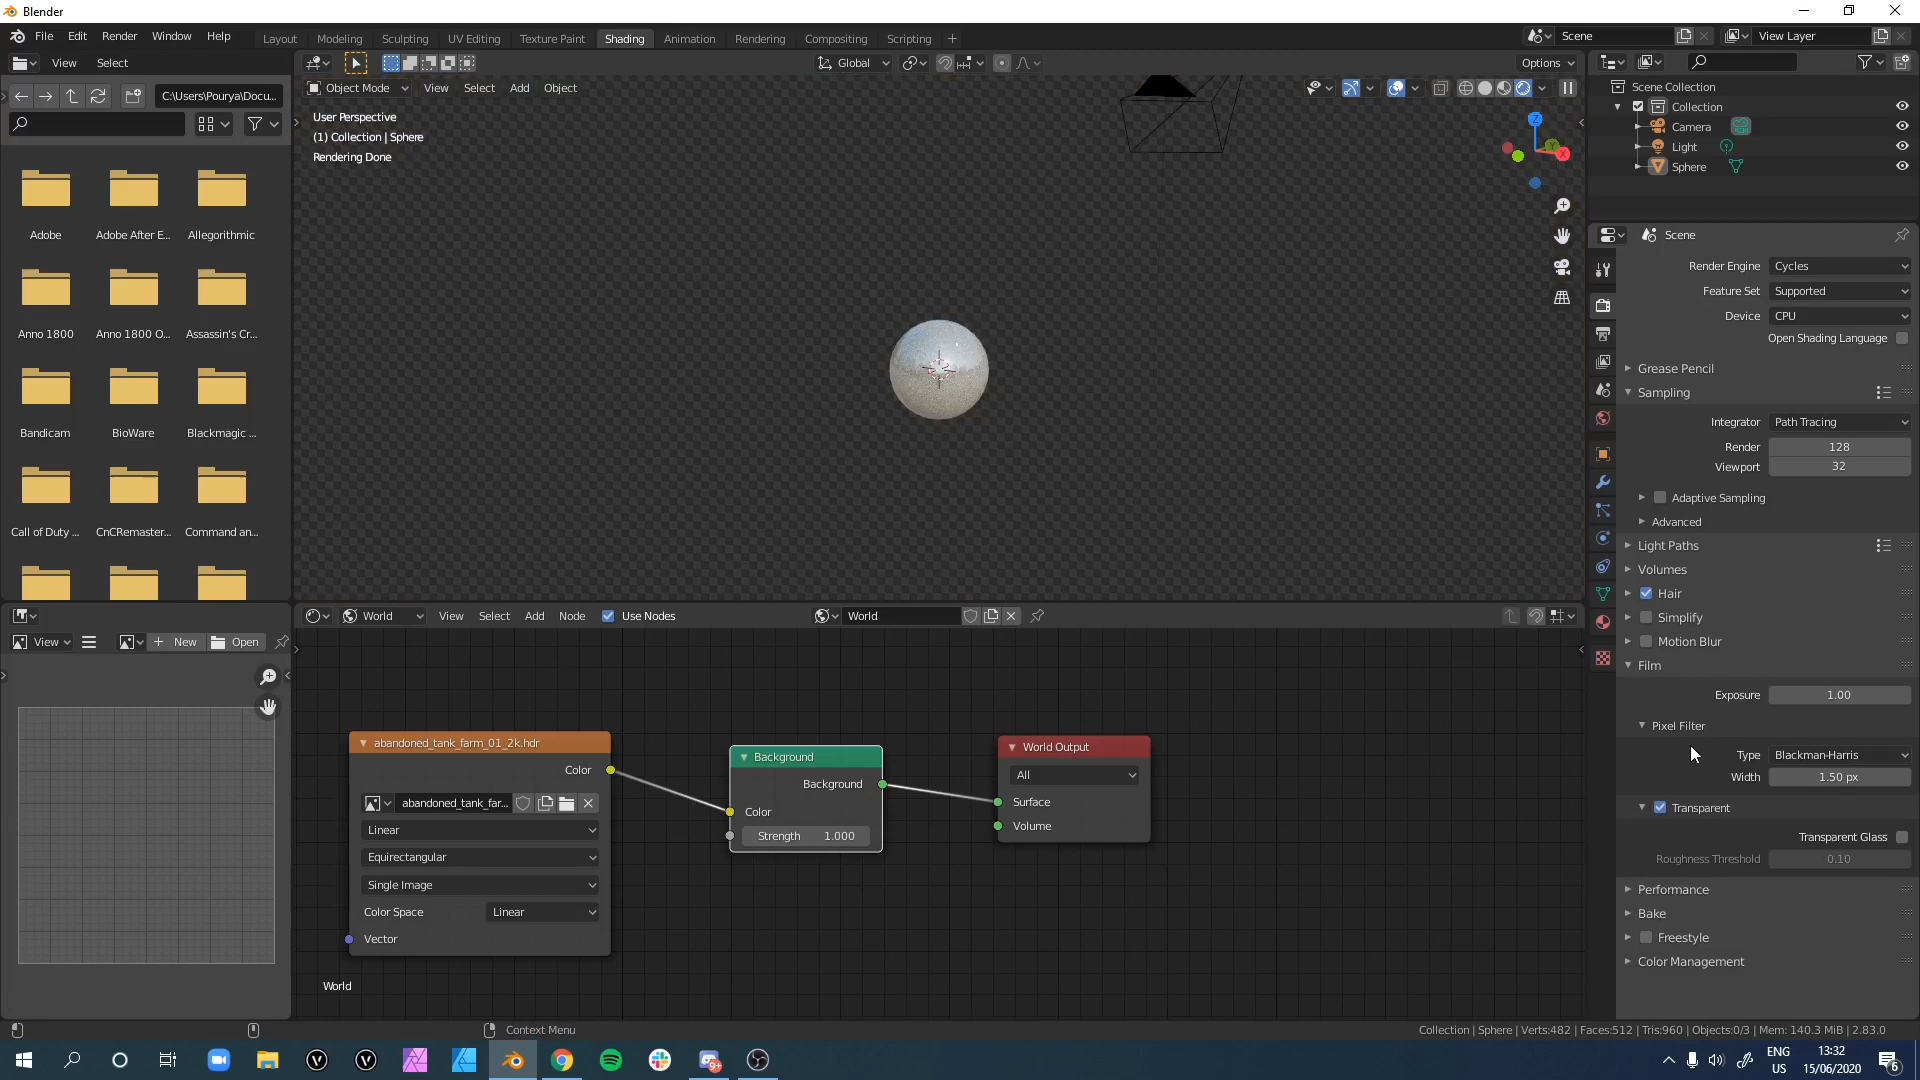 Blender
File Edit Render Window Help
Layout Modeling Sculpting UV Editing Texture Paint Shading Animation Rendering Compositing Scripting
Scene
View Layer
View Select
Global
Options
C:\Users\Pourya\Docu...
Object Mode View Select Add Object
User Perspective
(1) Collection | Sphere
Rendering Done
Z
Y
X
Adobe
Adobe After E...
Allegorithmic
Anno 1800
Anno 1800 O...
Assassin's Cr...
Bandicam
BioWare
Blackmagic ...
Call of Duty ...
CnCRemaster...
Command an...
Scene Collection
Collection
Camera
Light
Sphere
Scene
Render Engine Cycles
Feature Set Supported
Device CPU
Open Shading Language
Grease Pencil
Sampling
Integrator Path Tracing
Render 128
Viewport 32
Adaptive Sampling
Advanced
Light Paths
Volumes
Hair
Simplify
Motion Blur
Film
Exposure 1.00
Pixel Filter
Type Blackman-Harris
Width 1.50 px
Transparent
Transparent Glass
Roughness Threshold 0.10
Performance
Bake
Freestyle
Color Management
View New Open
World View Select Add Node Use Nodes World
abandoned_tank_farm_01_2k.hdr
Color
abandoned_tank_far...
Linear
Equirectangular
Single Image
Color Space Linear
Vector
Background
Background
Color
Strength 1.000
World Output
All
Surface
Volume
World
Context Menu
Collection | Sphere | Verts:482 | Faces:512 | Tris:960 | Objects:0/3 | Mem: 140.3 MiB | 2.83.0
9+
ENG
US
13:32
15/06/2020
6